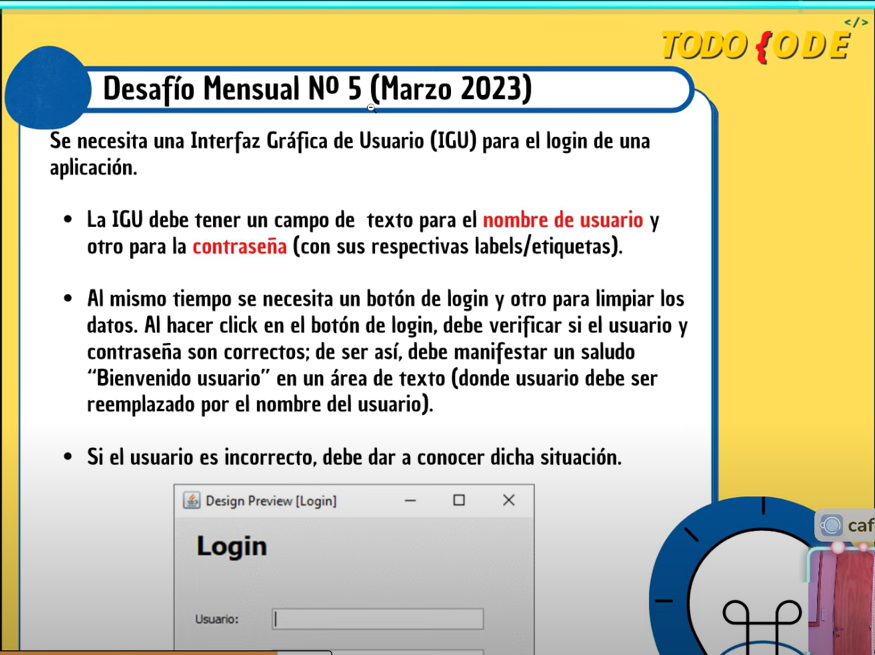 </>
TODO {ODE
Desafío Mensual Nº 5 (Marzo 2023)
Se necesita una Interfaz Gráfica de Usuario (IGU) para el login de una
aplicación.
• La IGU debe tener un campo de texto para el nombre de usuario y
otro para la contraseña (con sus respectivas labels/etiquetas).
• Al mismo tiempo se necesita un botón de login y otro para limpiar los
datos. Al hacer click en el botón de login, debe verificar si el usuario y
contraseña son correctos; de ser así, debe manifestar un saludo
“Bienvenido usuario” en un área de texto (donde usuario debe ser
reemplazado por el nombre del usuario).
• Si el usuario es incorrecto, debe dar a conocer dicha situación.
Design Preview [Login]
Login
Usuario:
caf